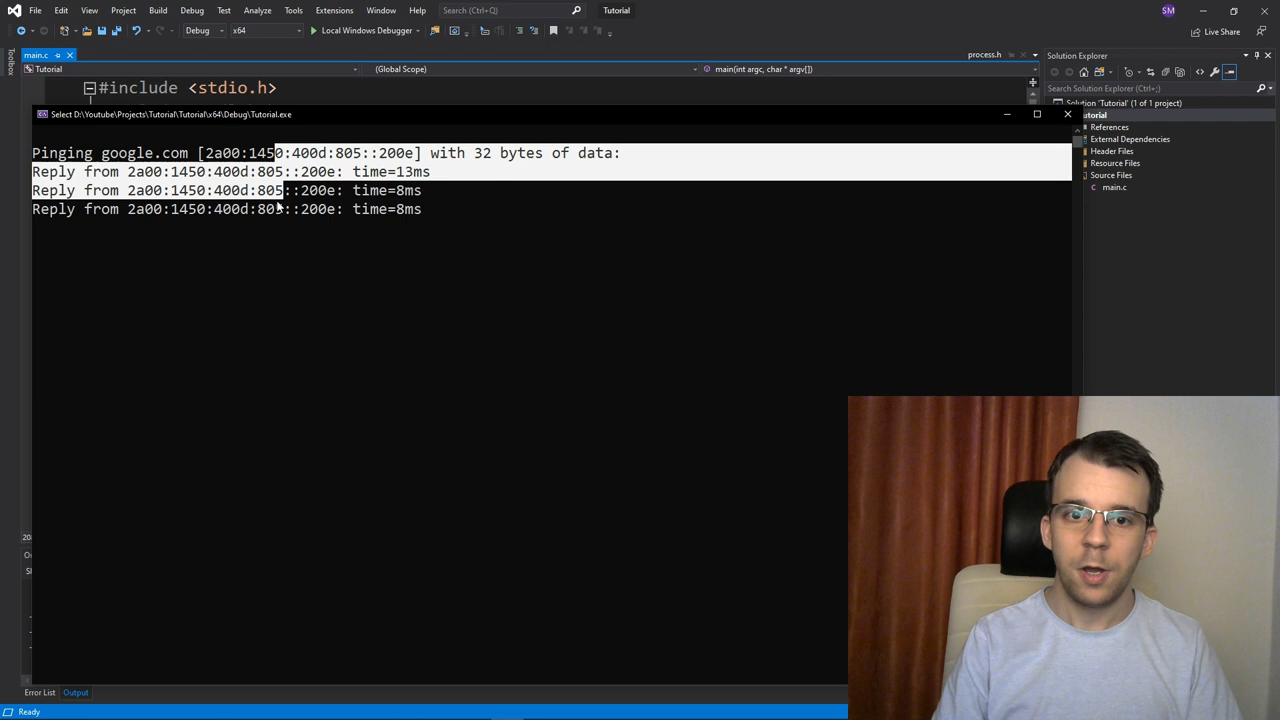 File Edit View Project Build Debug Test Analyze Tools Extensions Window Help Search (Ctrl+Q) Tutorial SM
Debug x64 Local Windows Debugger Live Share
Toolbox
main.c process.h Solution Explorer
Tutorial (Global Scope) main(int argc, char * argv[]) Search Solution Explorer (Ctrl+;)
#include <stdio.h>
Solution 'Tutorial' (1 of 1 project)
Select D:\Youtube\Projects\Tutorial\Tutorial\x64\Debug\Tutorial.exe
Tutorial
References
External Dependencies
Header Files
Resource Files
Source Files
main.c
Pinging google.com [2a00:1450:400d:805::200e] with 32 bytes of data:
Reply from 2a00:1450:400d:805::200e: time=13ms
Reply from 2a00:1450:400d:805::200e: time=8ms
Reply from 2a00:1450:400d:805::200e: time=8ms
Error List Output
Ready